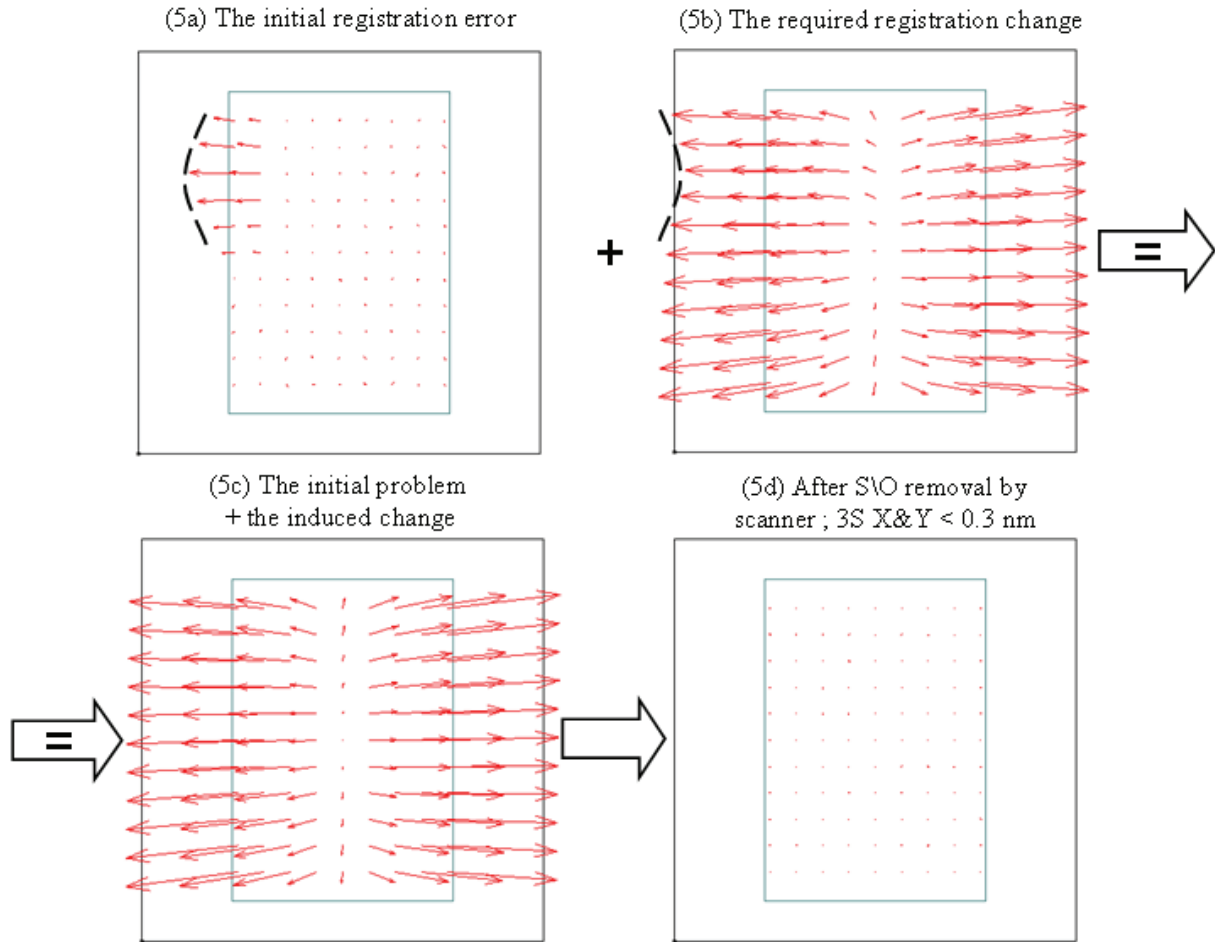 (5a) The initial registration error
(5b) The required registration change
+
=
(5c) The initial problem
+ the induced change
(5d) After S\O removal by
scanner ; 3S X& Y < 0.3 nm
=